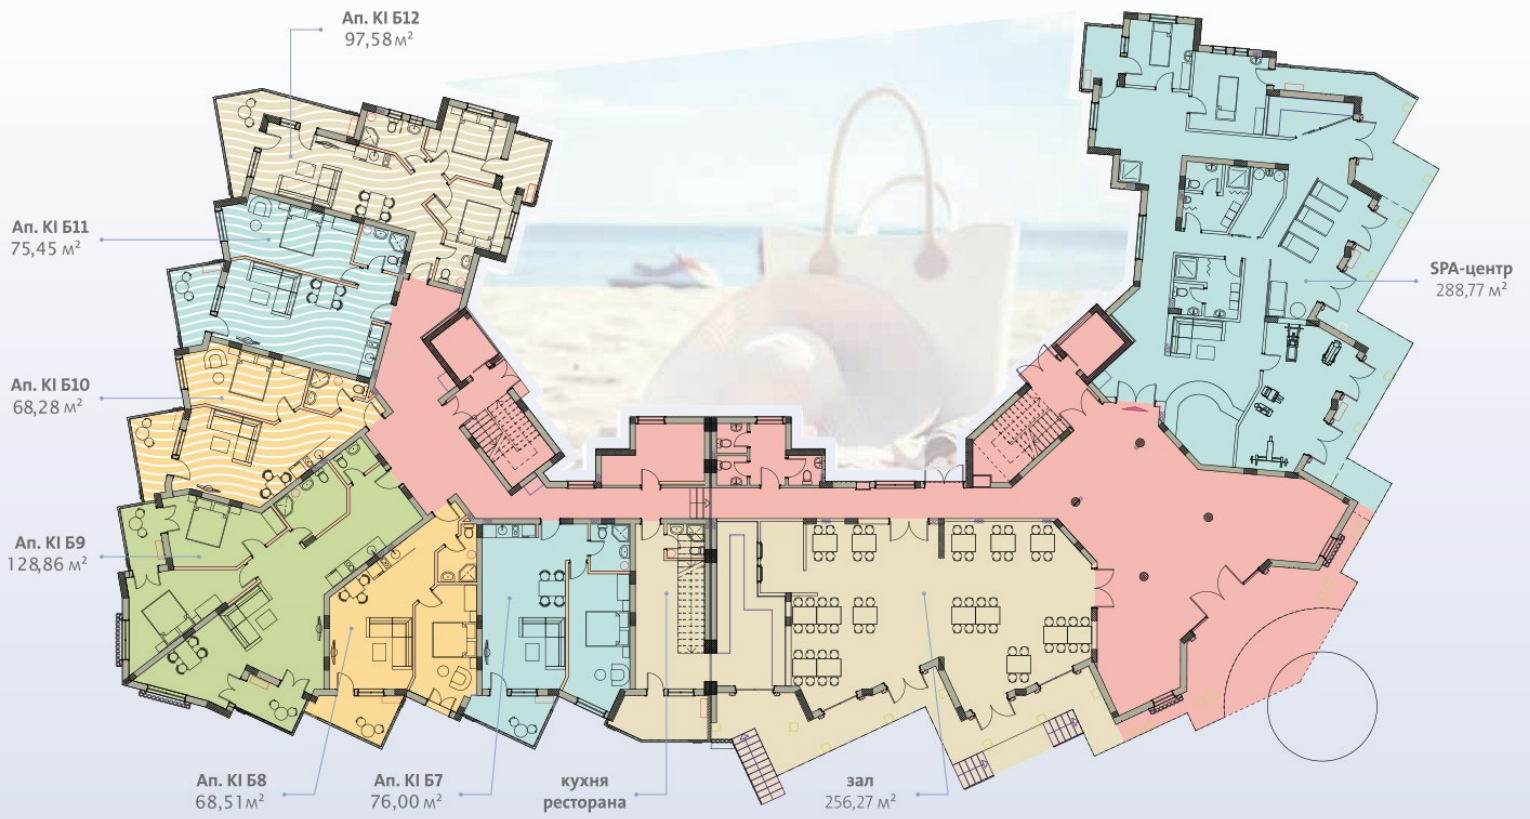 Ап. KI Б12
97,58 м²
Ап. KI Б11
75,45 м²
SPA-центр
288,77 м²
Ап. KI Б10
68,28 м²
Ап. KI Б9
128,86 м²
Ап. KI Б8
68,51 м²
Ап. KI Б7
76,00 м²
кухня
ресторана
зал
256,27 м²